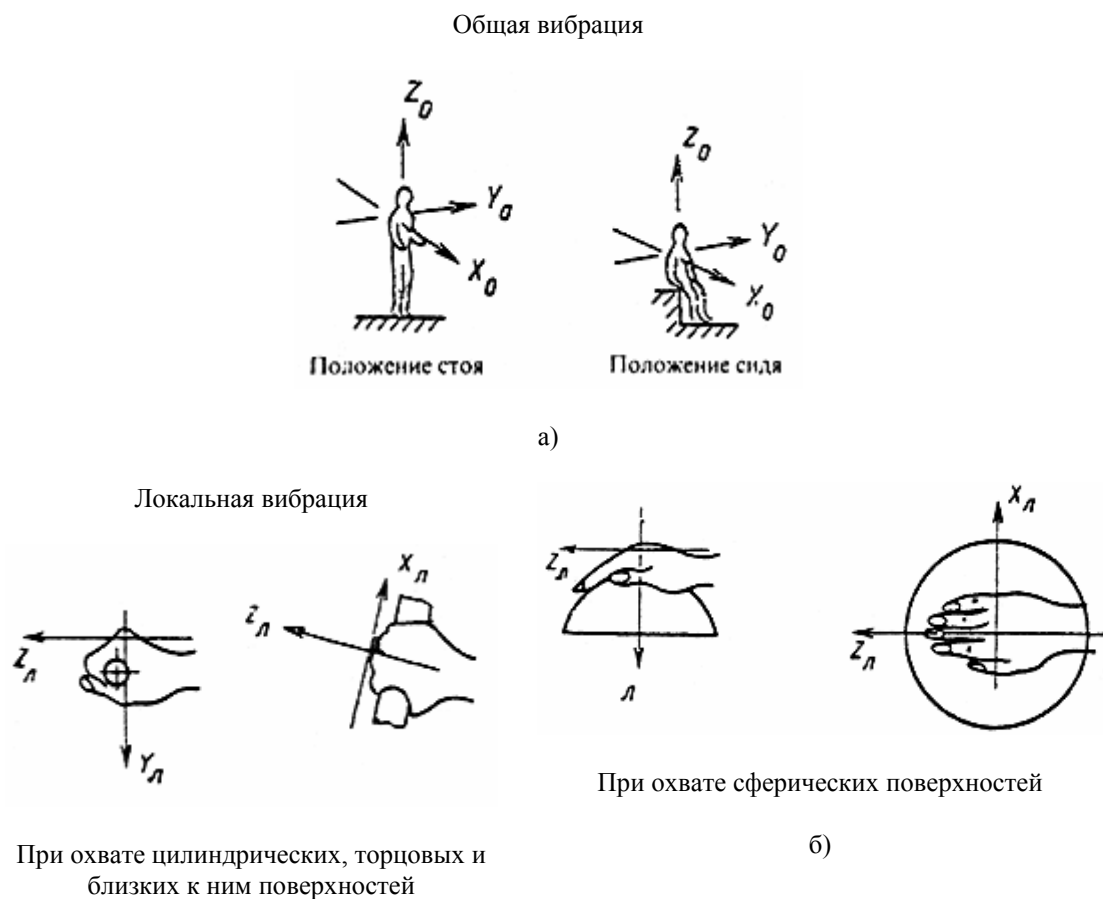 Общая вибрация
Z₀
Y₀
X₀
Z₀
Y₀
X₀
Положение стоя
Положение сидя
а)
Локальная вибрация
Zл
Yл
Xл
Zл
Zл
л
Xл
Zл
При охвате сферических поверхностей
б)
При охвате цилиндрических, торцовых и
близких к ним поверхностей